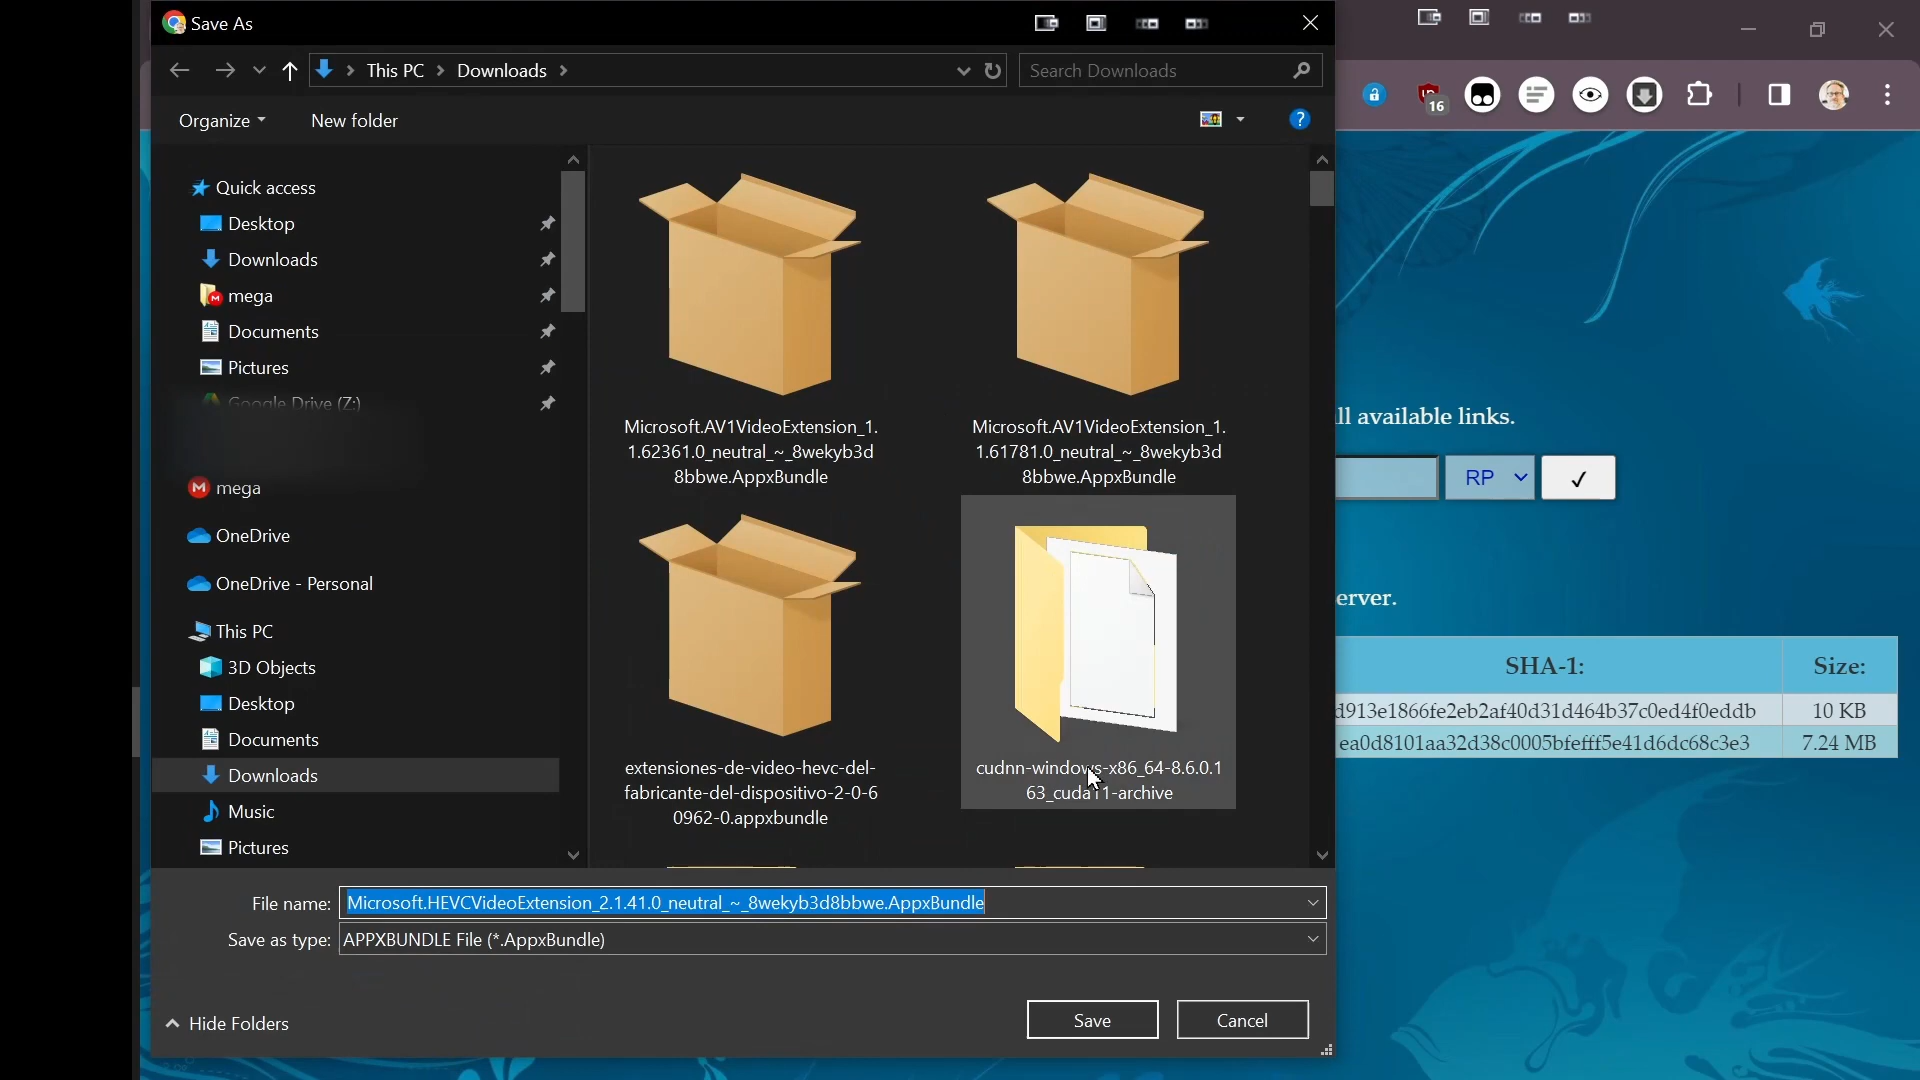 Save As
This PC
Downloads
Search Downloads
Organize
New folder
?
16
Quick access
Desktop
Downloads
mega
Documents
Pictures
Google Drive (Z:)
mega
OneDrive
OneDrive - Personal
This PC
3D Objects
Desktop
Documents
Downloads
Music
Pictures
Microsoft.AV1VideoExtension_1.
1.62361.0_neutral_~_8wekyb3d
8bbwe.AppxBundle
Microsoft.AV1VideoExtension_1.
1.61781.0_neutral_~_8wekyb3d
8bbwe.AppxBundle
extensiones-de-video-hevc-del-
fabricante-del-dispositivo-2-0-6
0962-0.appxbundle
cudnn-windows-x86_64-8.6.0.1
63_cuda11-archive
File name: Microsoft.HEVCVideoExtension_2.1.41.0_neutral_~_8wekyb3d8bbwe.AppxBundle
Save as type: APPXBUNDLE File (*.AppxBundle)
Hide Folders
Save
Cancel
ll available links.
RP
✓
erver.
SHA-1: Size:
d913e1866fe2eb2af40d31d464b37c0ed4f0eddb 10 KB
ea0d8101aa32d38c0005bfefff5e41d6dc68c3e3 7.24 MB